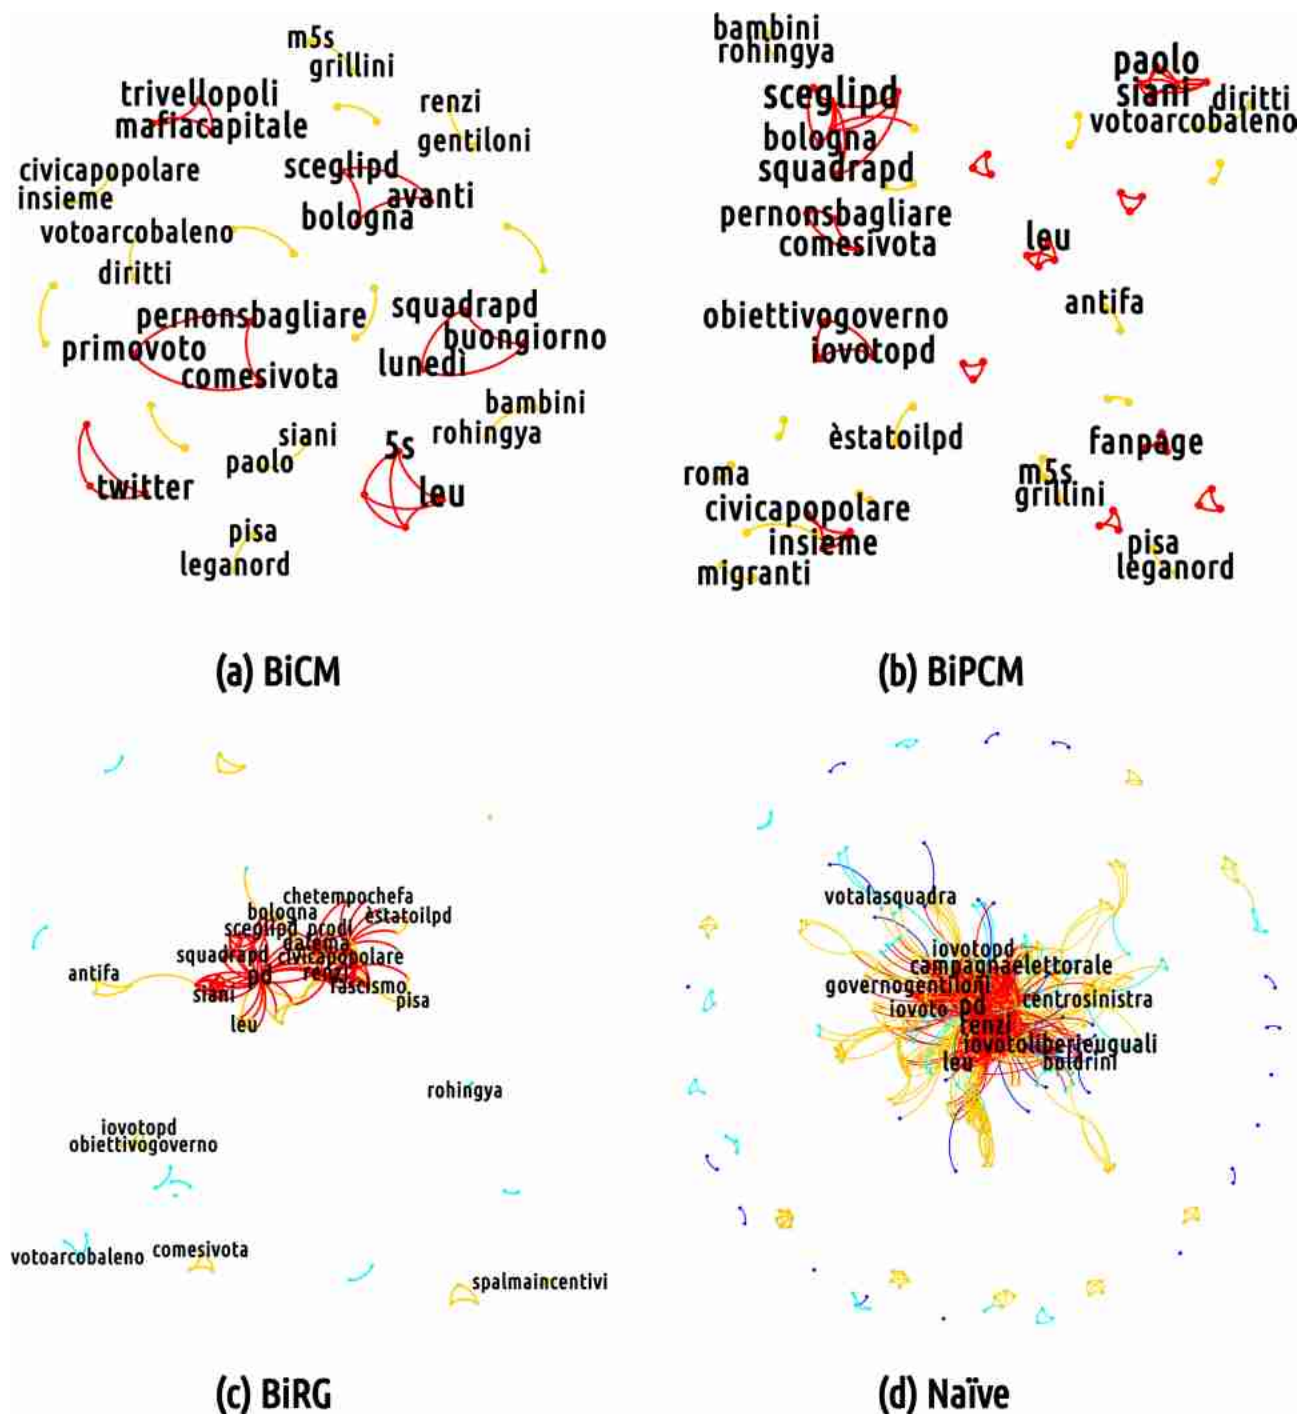 m5s
grillini
trivellopoli
mafiacapitale
renzi
gentiloni
civicapopolare
insieme
sceglipd
avanti
bologna
votoarcobaleno
diritti
pernonsbagliare
primovoto
comesivota
squadrapd
buongiorno
lunedì
bambini
rohingya
siani
paolo
5s
leu
twitter
pisa
leganord
(a) BiCM
bambini
rohingya
sceglipd
bologna
squadrapd
paolo
siani
diritti
votoarcobaleno
pernonsbagliare
comesivota
leu
antifa
obiettivogoverno
iovotopd
èstatoilpd
fanpage
roma
m5s
grillini
civicapopolare
insieme
migranti
pisa
leganord
(b) BiPCM
chetempochefa
bologna
èstatoilpd
sceglipd
prodi
dalema
squadrapd
civicapopolare
pd
renzi
antifa
siani
fascismo
pisa
leu
rohingya
iovotopd
obiettivogoverno
votoarcobaleno
comesivota
spalmaincentivi
(c) BiRG
votalasquadra
iovotopd
campagnaelettorale
governogentiloni
iovoto
pd
centrosinistra
renzi
iovotoliberieuguali
leu
boldrini
(d) Naïve